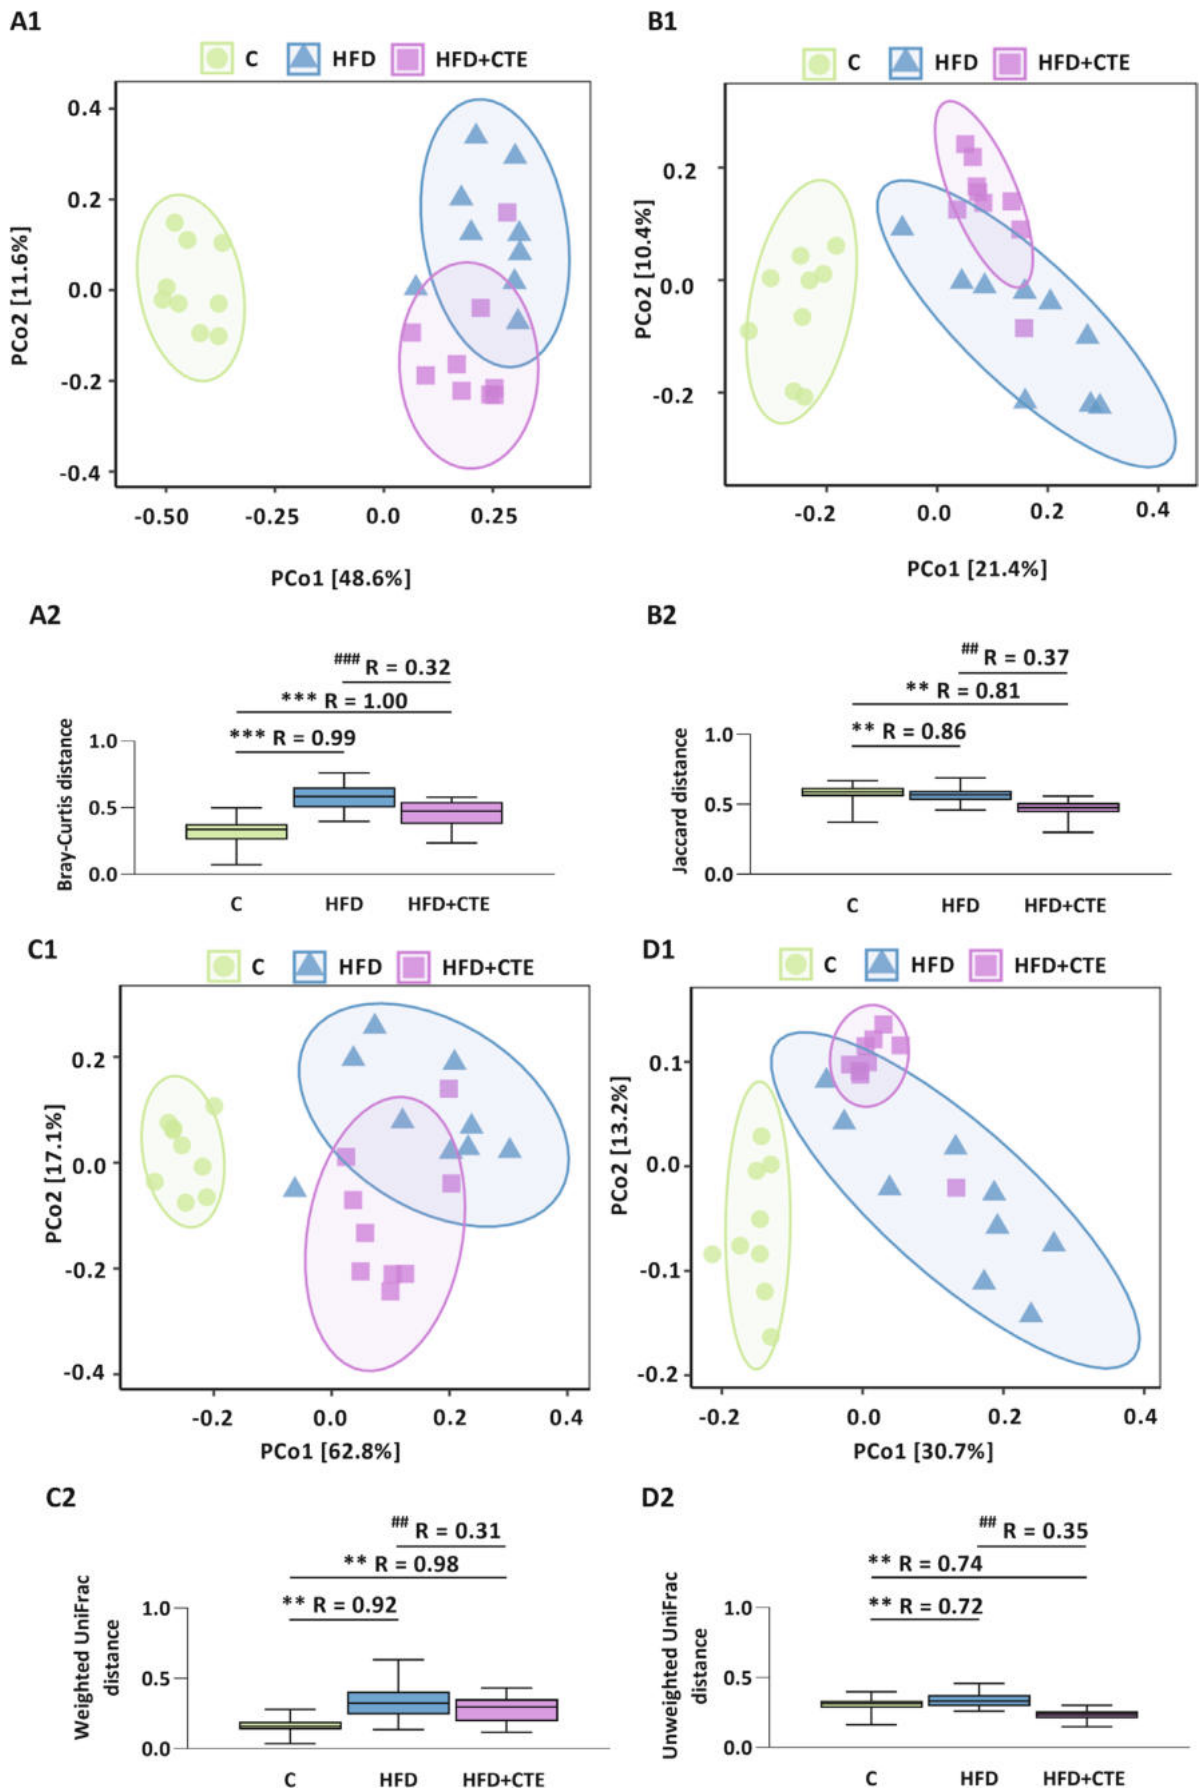 A1
C HFD HFD+CTE
0.4
0.2
0.0
-0.2
-0.4
PCo2 [11.6%]
-0.50 -0.25 0.0 0.25
PCo1 [48.6%]
B1
C HFD HFD+CTE
0.2
0.0
-0.2
PCo2 [10.4%]
-0.2 0.0 0.2 0.4
PCo1 [21.4%]
A2
### R = 0.32
*** R = 1.00
*** R = 0.99
1.0
0.5
0.0
Bray-Curtis distance
C HFD HFD+CTE
B2
## R = 0.37
** R = 0.81
** R = 0.86
1.0
0.5
0.0
Jaccard distance
C HFD HFD+CTE
C1
C HFD HFD+CTE
0.2
0.0
-0.2
-0.4
PCo2 [17.1%]
-0.2 0.0 0.2 0.4
PCo1 [62.8%]
D1
C HFD HFD+CTE
0.1
0.0
-0.1
-0.2
PCo2 [13.2%]
-0.2 0.0 0.2 0.4
PCo1 [30.7%]
C2
## R = 0.31
** R = 0.98
** R = 0.92
1.0
0.5
0.0
Weighted UniFrac
distance
C HFD HFD+CTE
D2
## R = 0.35
** R = 0.74
** R = 0.72
1.0
0.5
0.0
Unweighted UniFrac
distance
C HFD HFD+CTE